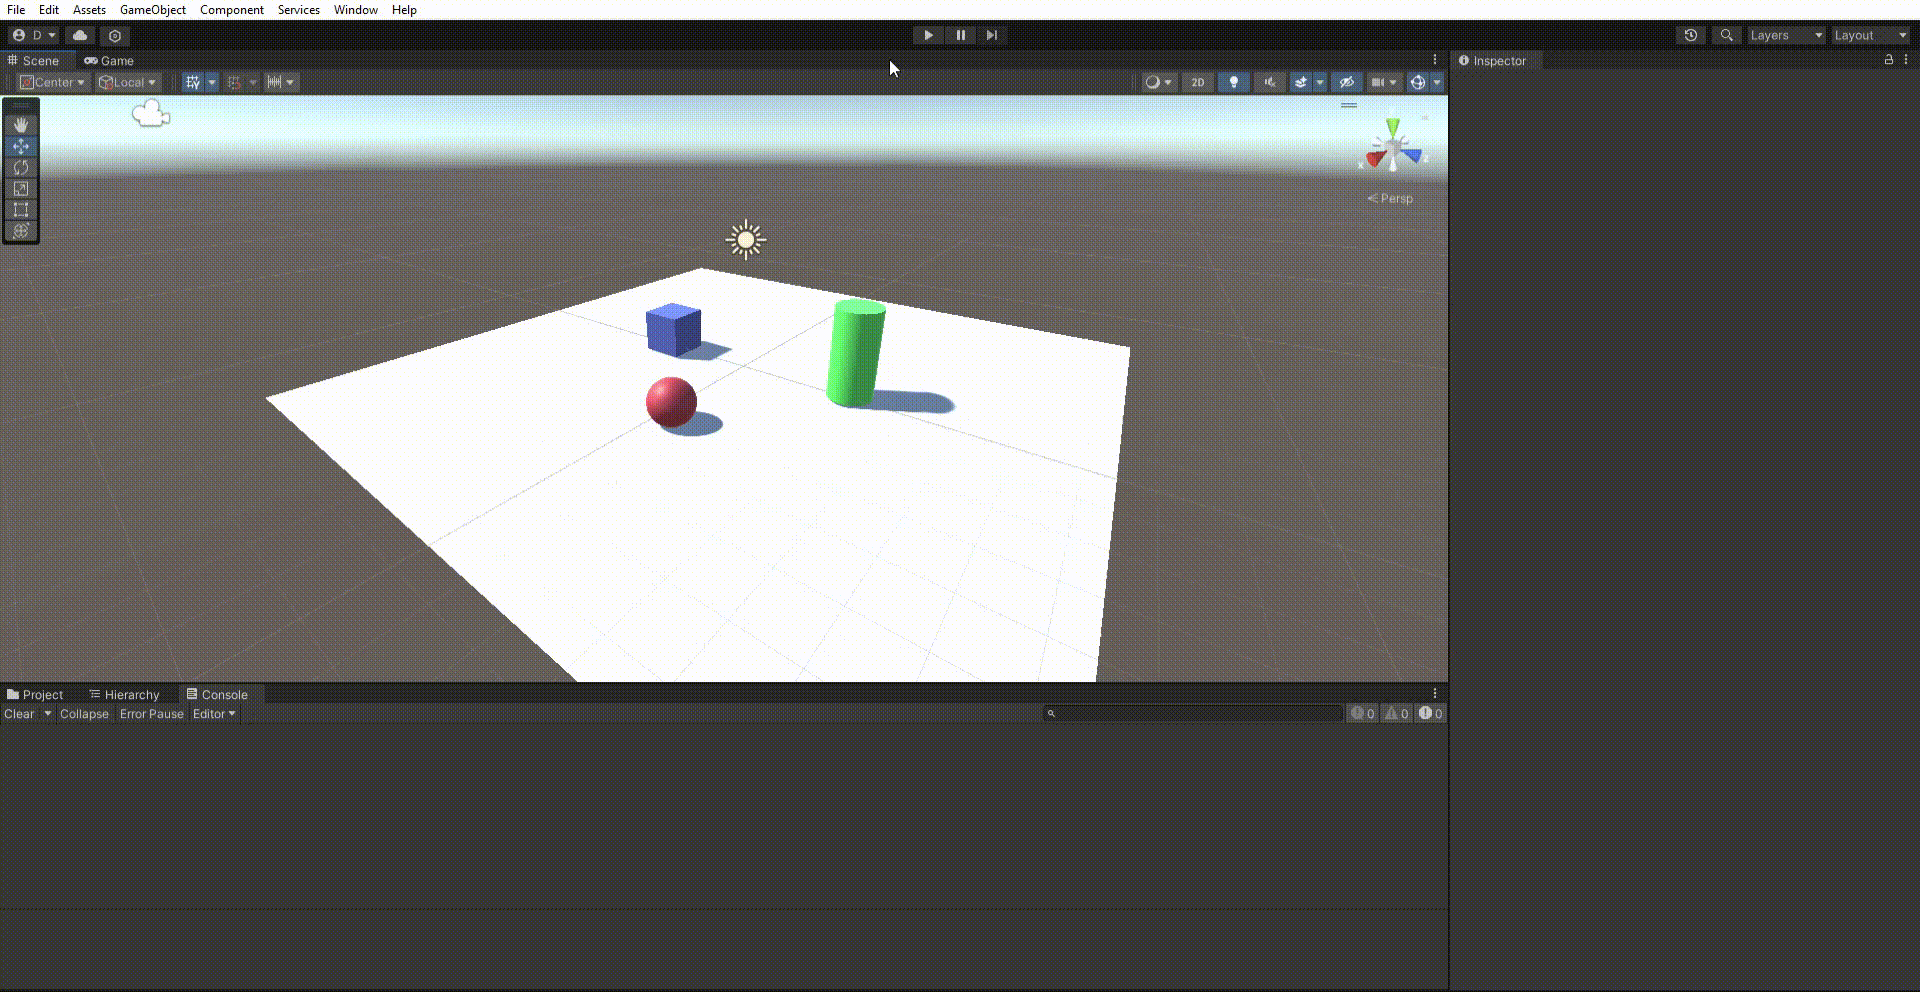 File Edit Assets GameObject Component Services Window Help
D Layers Layout
Scene Game Inspector
Center Local 2D
Persp
Project Hierarchy Console
Clear Collapse Error Pause Editor 0 0 0